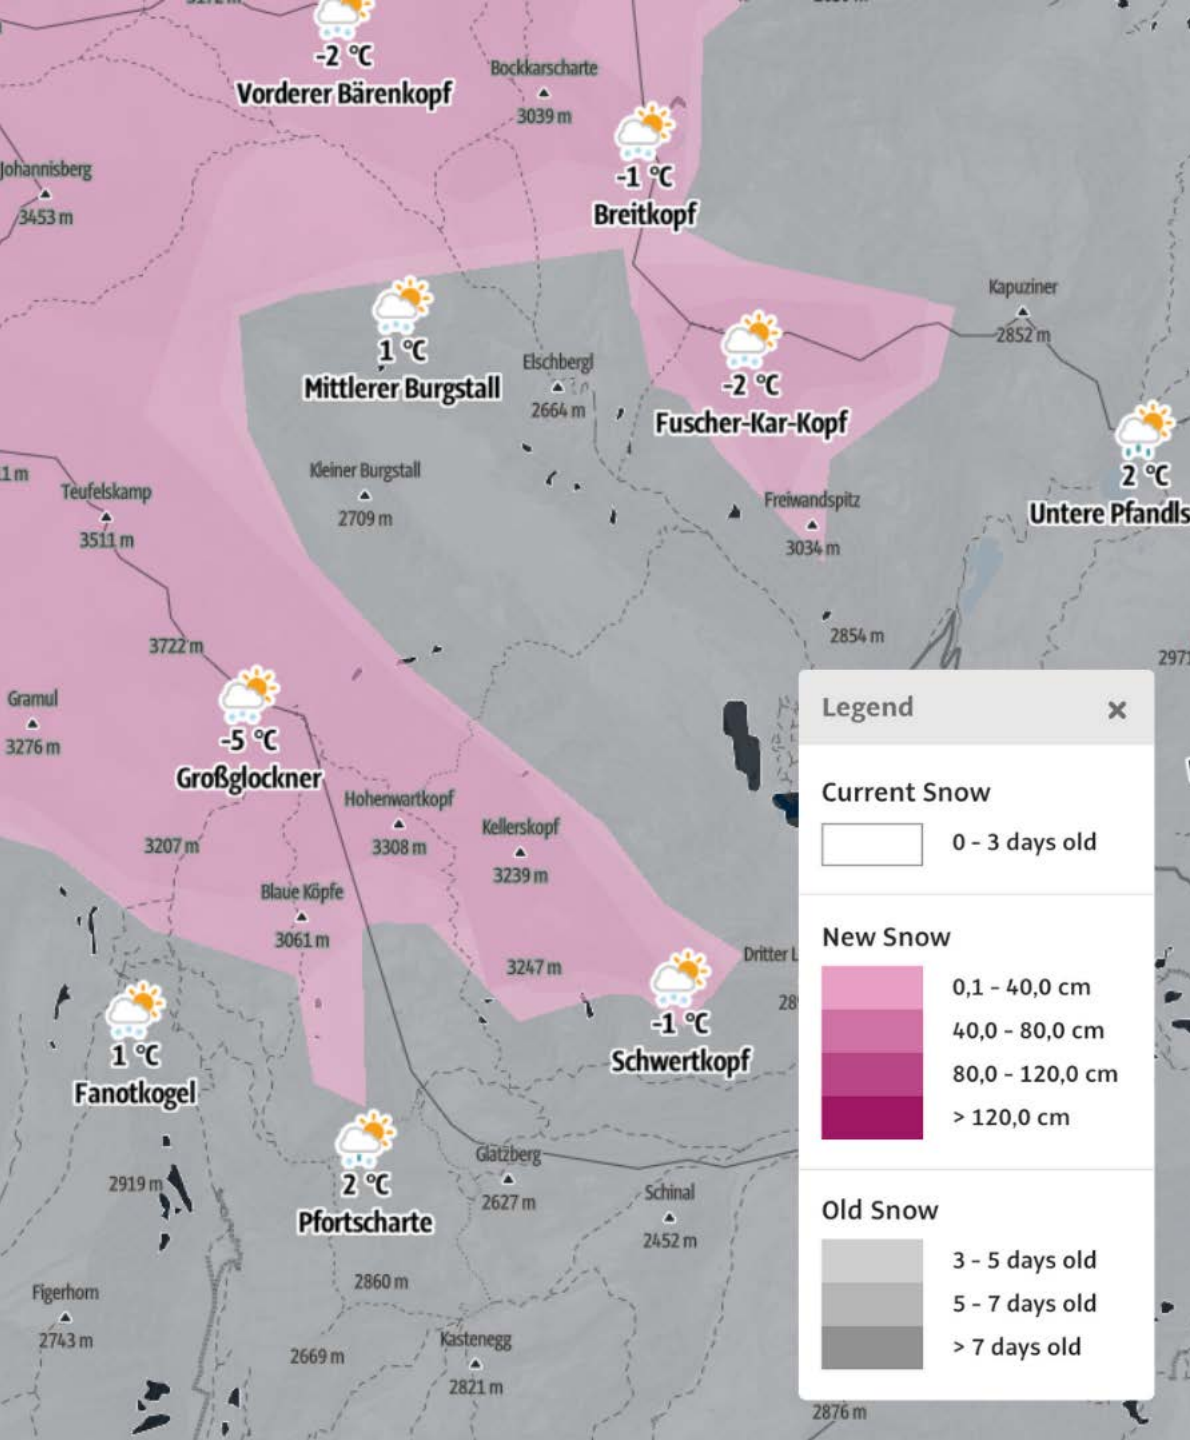 -2 °C
Vorderer Bärenkopf
Bockkarscharte
3039 m
-1 °C
Breitkopf
Johannisberg
3453 m
1 °C
Mittlerer Burgstall
Elschbergl
2664 m
Kapuziner
2852 m
-2 °C
Fuscher-Kar-Kopf
2 °C
Untere Pfandls
Kleiner Burgstall
2709 m
1 m
Teufelskamp
3511 m
Freiwandspitz
3034 m
3722 m
2854 m
2971
Gramul
3276 m
-5 °C
Großglockner
Hohenwartkopf
3308 m
Kellerskopf
3239 m
3207 m
Blaue Köpfe
3061 m
3247 m
Dritter L
28
-1 °C
Schwertkopf
1 °C
Fanotkogel
2 °C
Pfortscharte
2919 m
Glatzberg
2627 m
Schinal
2452 m
2860 m
Figerhorn
2743 m
2669 m
Kastenegg
2821 m
2876 m
Legend ×
Current Snow
0 - 3 days old
New Snow
0,1 - 40,0 cm
40,0 - 80,0 cm
80,0 - 120,0 cm
> 120,0 cm
Old Snow
3 - 5 days old
5 - 7 days old
> 7 days old